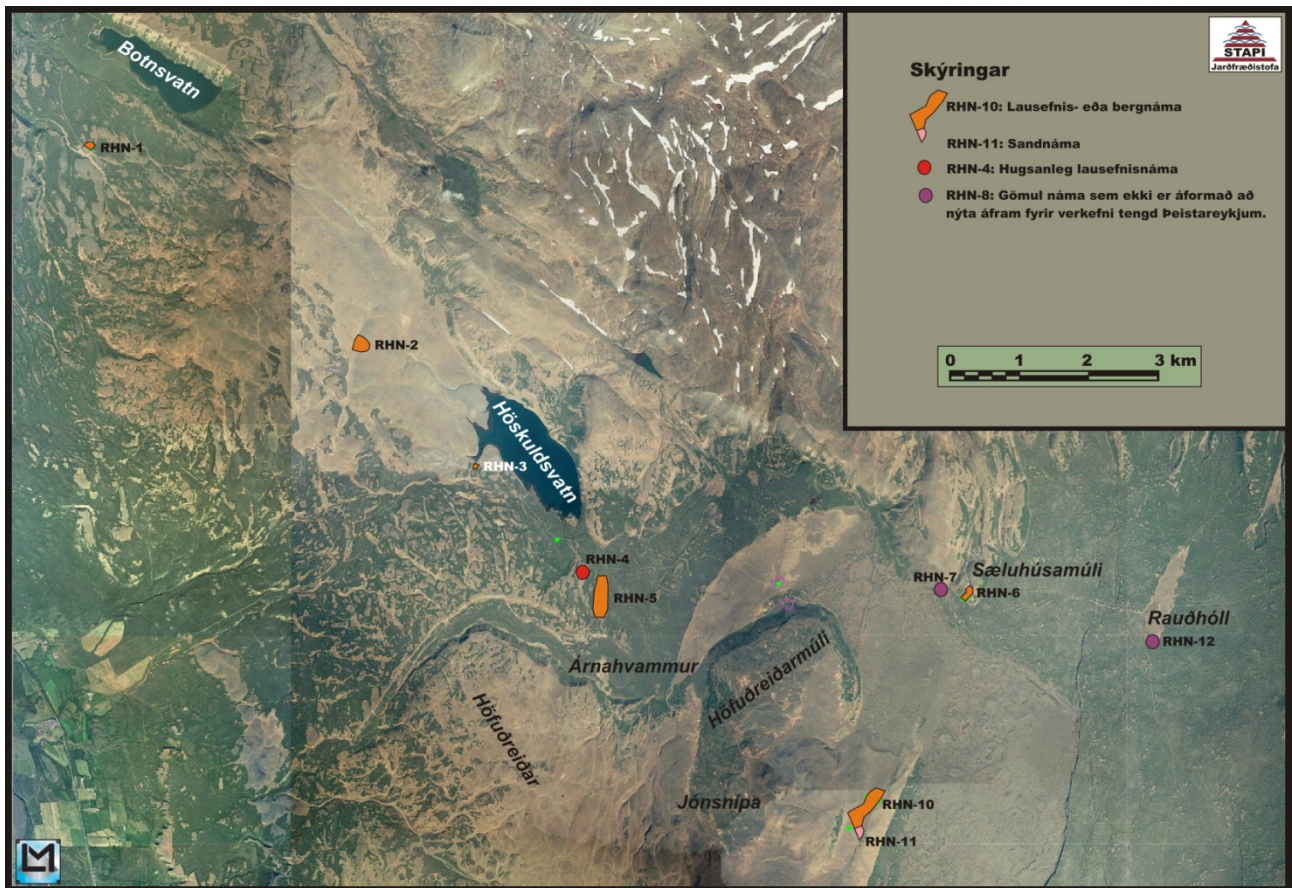 Botnsvatn
RHN-1
RHN-2
Höskuldsvatn
RHN-3
RHN-4
RHN-5
Árnahvammur
Höfuðreiðar
Höfuðreiðarmúli
Jónsnípa
RHN-7
Sæluhúsamúli
RHN-6
Rauðhóll
RHN-12
RHN-10
RHN-11
STAPI
Jarðfræðistofa
Skýringar
RHN-10: Lausefnis- eða bergnáma
RHN-11: Sandnáma
RHN-4: Hugsanleg lausefnisnáma
RHN-8: Gömul náma sem ekki er áformað að
nýta áfram fyrir verkefni tengd Þeistareykjum.
0 1 2 3 km
LM